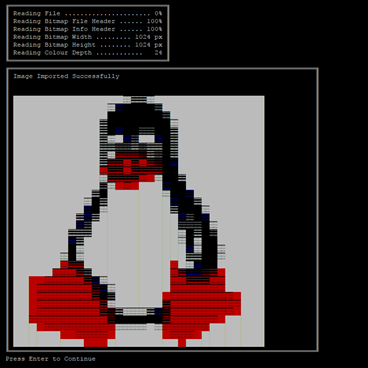 Reading File .................... 0%
Reading Bitmap File Header ...... 100%
Reading Bitmap Info Header ...... 100%
Reading Bitmap Width ......... 1024 px
Reading Bitmap Height ........ 1024 px
Reading Colour Depth ............ 24
Image Imported Successfully
Press Enter to Continue